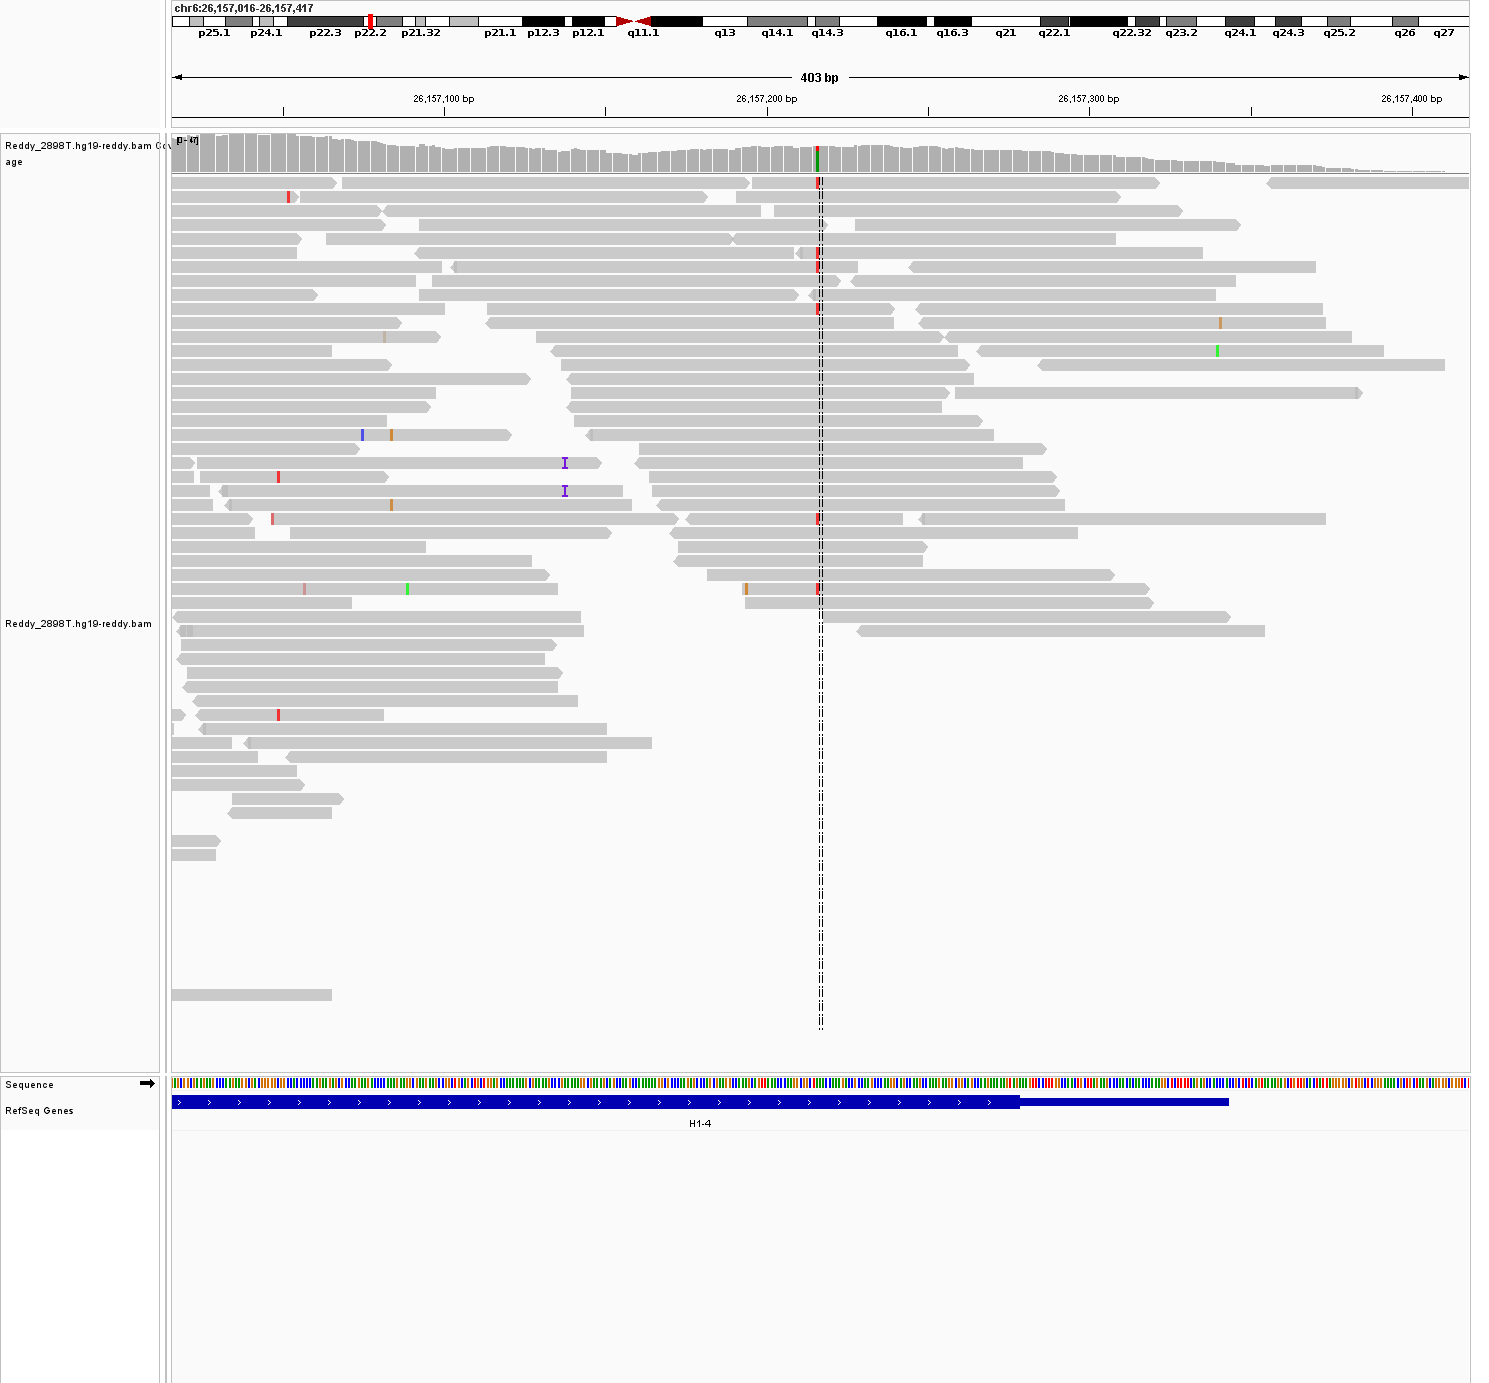 chr6:26,157,016-26,157,417
p25.1 p24.1 p22.3 p22.2 p21.32 p21.1 p12.3 p12.1 q11.1 q13 q14.1 q14.3 q16.1 q16.3 q21 q22.1 q22.32 q23.2 q24.1 q24.3 q25.2 q26 q27
403 bp
26,157,100 bp 26,157,200 bp 26,157,300 bp 26,157,400 bp
[0 - 47]
Reddy_2898T.hg19-reddy.bam Cov
age
Reddy_2898T.hg19-reddy.bam
Sequence
RefSeq Genes
H1-4